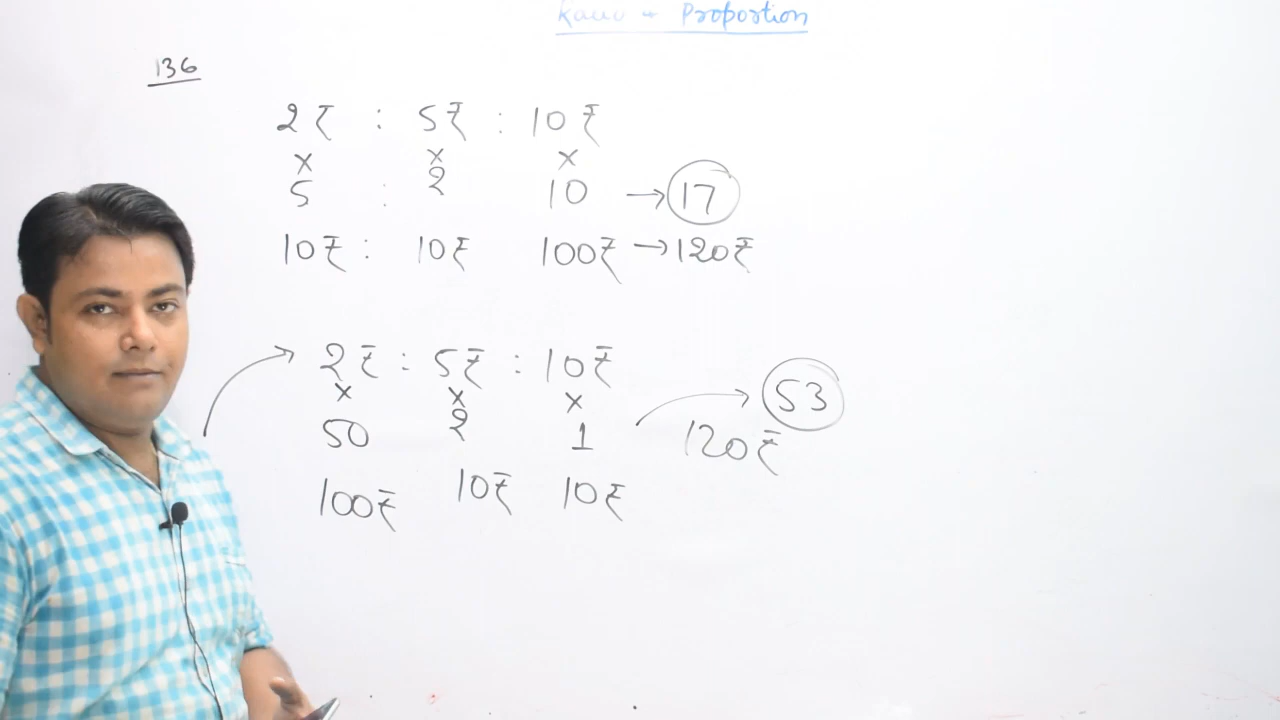 Proportion
136
2₹ : 5₹ : 10₹
× × ×
5 : 2 10 → 17
10₹ : 10₹ 100₹ → 120₹
2₹ : 5₹ : 10₹
× × × 53
50 2 1 120₹
100₹ 10₹ 10₹